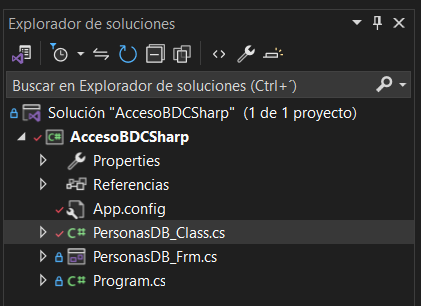 Explorador de soluciones
Buscar en Explorador de soluciones (Ctrl+´)
Solución "AccesoBDCSharp" (1 de 1 proyecto)
C# AccesoBDCSharp
Properties
Referencias
App.config
C# PersonasDB_Class.cs
PersonasDB_Frm.cs
C# Program.cs